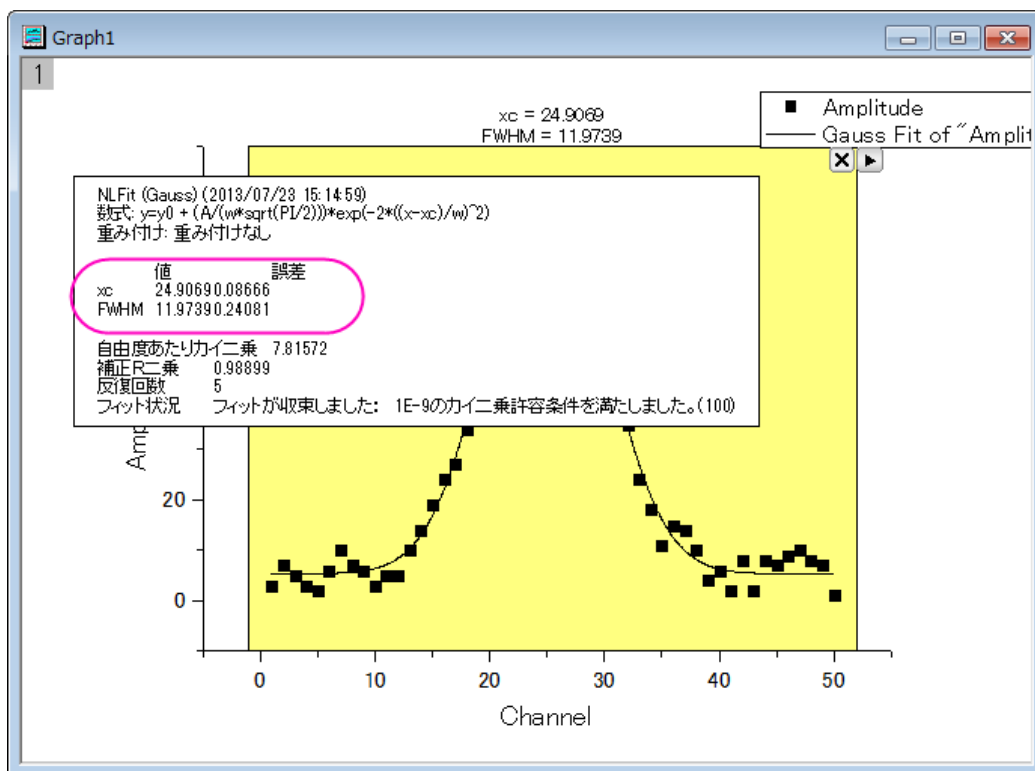 Graph1
1
xc = 24.9069
FWHM = 11.9739
Amplitude
Gauss Fit of "Amplit
NLFit (Gauss) (2013/07/23 15:14:59)
数式: y=y0 + (A/(w*sqrt(PI/2)))*exp(-2*((x-xc)/w)^2)
重み付け: 重み付けなし
値 誤差
xc 24.9069 0.08666
FWHM 11.9739 0.24081
自由度あたりカイ二乗 7.81572
補正R二乗 0.98899
反復回数 5
フィット状況 フィットが収束しました: 1E-9のカイ二乗許容条件を満たしました。(100)
20
0
0 10 20 30 40 50
Channel